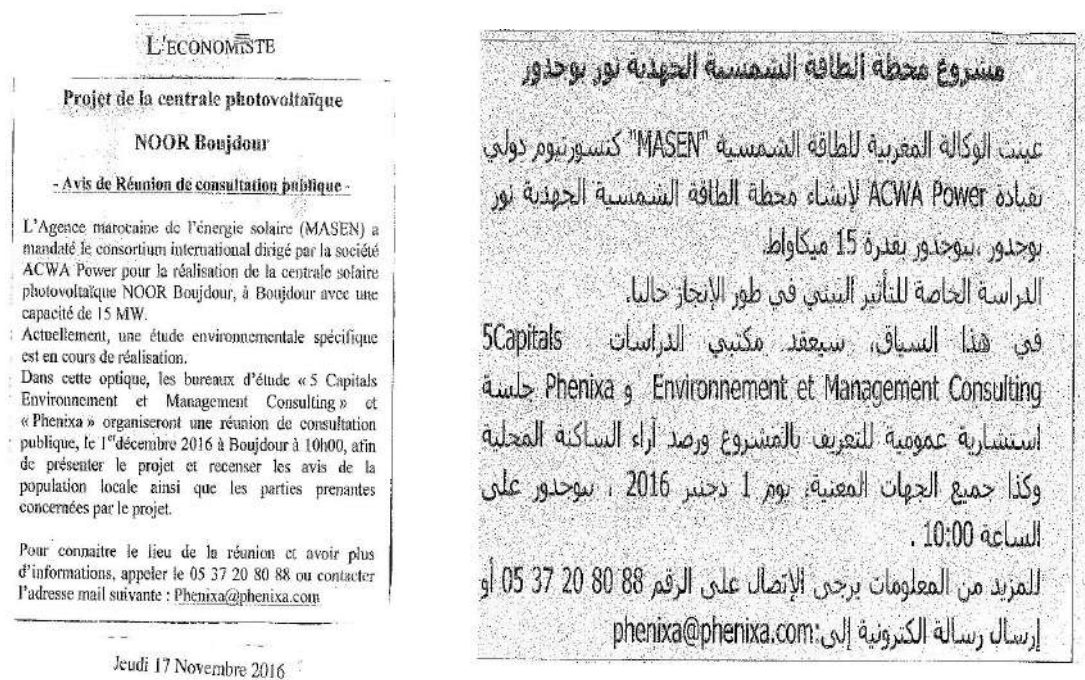 L'ECONOMISTE
Projet de la centrale photovoltaïque
NOOR Boujdour
- Avis de Réunion de consultation publique -
L'Agence marocaine de l'énergie solaire (MASEN) a
mandaté le consortium international dirigé par la société
ACWA Power pour la réalisation de la centrale solaire
photovoltaïque NOOR Boujdour, à Boujdour avec une
capacité de 15 MW.
Actuellement, une étude environnementale spécifique
est en cours de réalisation.
Dans cette optique, les bureaux d'étude « 5 Capitals
Environnement et Management Consulting » et
« Phenixa » organiseront une réunion de consultation
publique, le 1er décembre 2016 à Boujdour à 10h00, afin
de présenter le projet et recenser les avis de la
population locale ainsi que les parties prenantes
concernées par le projet.
Pour connaitre le lieu de la réunion et avoir plus
d'informations, appeler le 05 37 20 80 88 ou contacter
l'adresse mail suivante : Phenixa@phenixa.com
Jeudi 17 Novembre 2016
مشروع محطة الطاقة الشمسية الجهدية نور بوجدور
عينت الوكالة المغربية للطاقة الشمسية "MASEN" كنسورتيوم دولي
بقيادة ACWA Power لإنشاء محطة الطاقة الشمسية الجهدية نور
بوجدور ،ببوجدور بقدرة 15 ميكاواط.
الدراسة الخاصة للتأثير البيئي في طور الإنجاز حاليا.
في هذا السياق، سيعقد مكتبي الدراسات 5Capitals
Environnement et Management Consulting و Phenixa جلسة
استشارية عمومية للتعريف بالمشروع ورصد آراء الساكنة المحلية
وكذا جميع الجهات المعنية، يوم 1 دجنبر 2016 ، ببوجدور على
الساعة 10:00 .
للمزيد من المعلومات يرجى الإتصال على الرقم 05 37 20 80 88 أو
إرسال رسالة الكترونية إلى:phenixa@phenixa.com